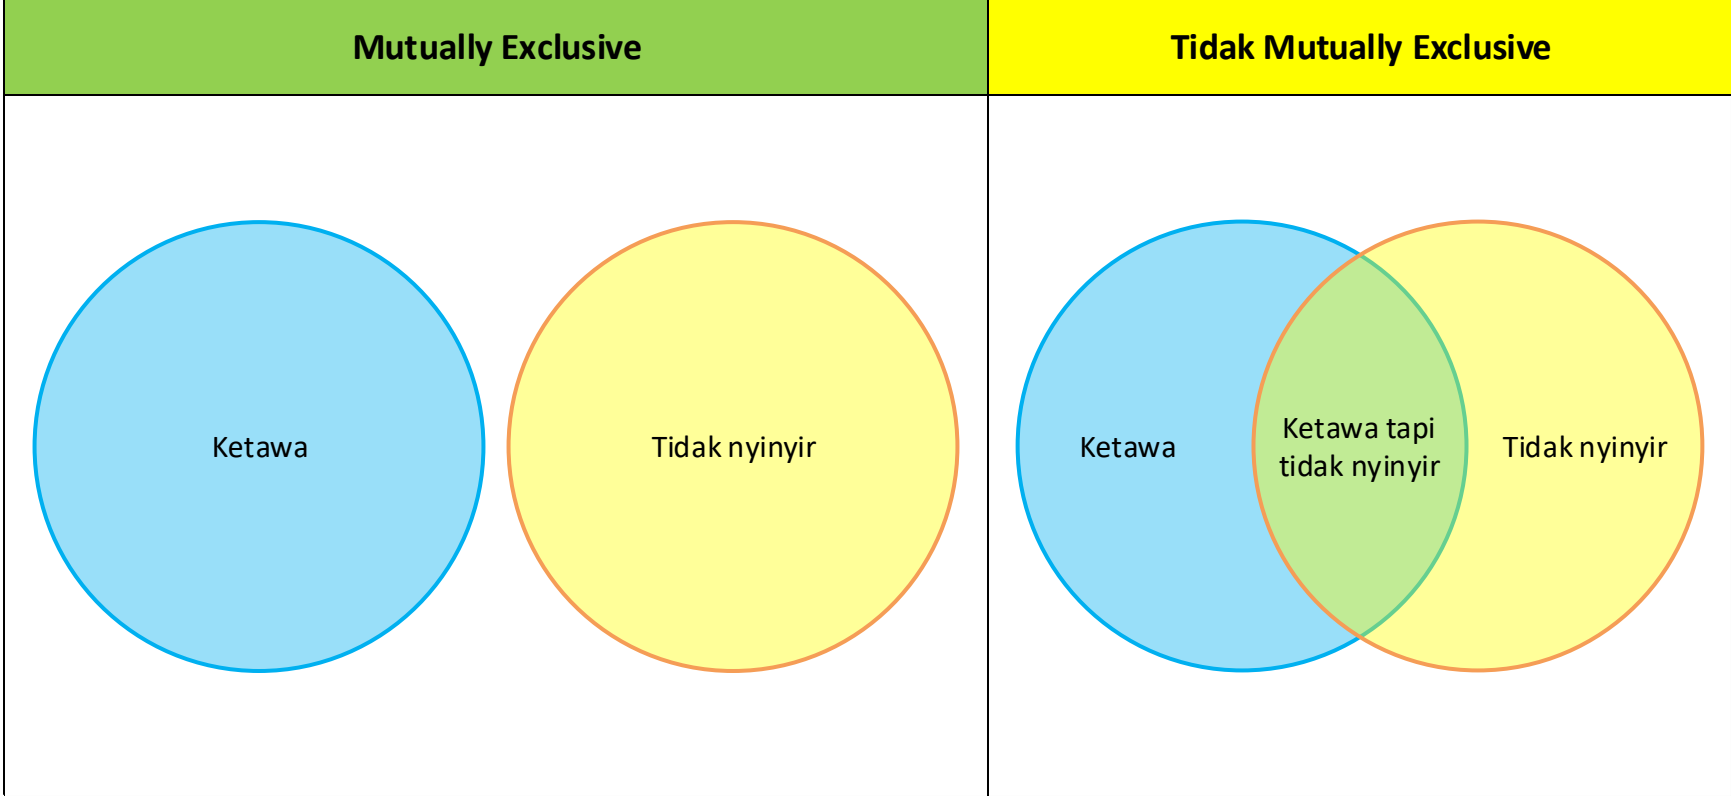 Mutually Exclusive
Tidak Mutually Exclusive
Ketawa
Tidak nyinyir
Ketawa
Ketawa tapi
tidak nyinyir
Tidak nyinyir